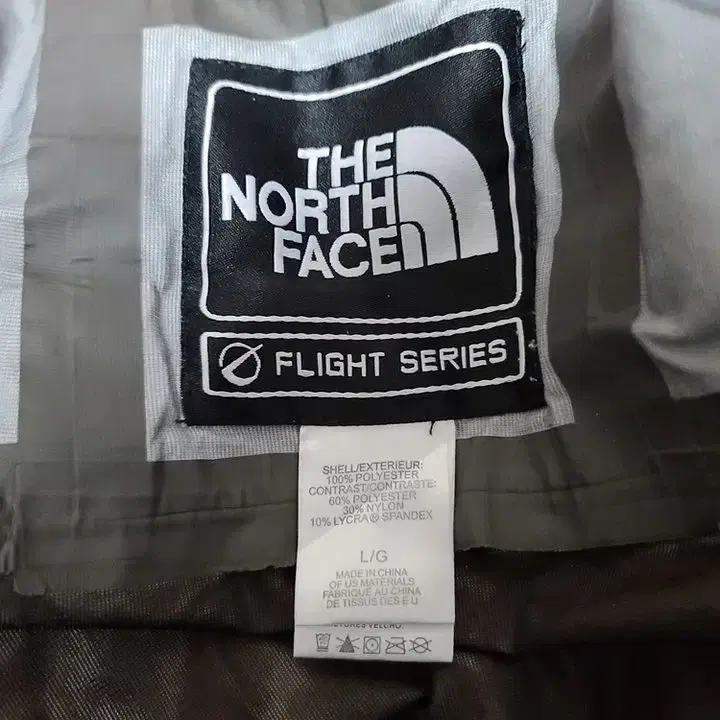 THE
NORTH
FACE
FLIGHT SERIES
SHELL/EXTERIEUR:
100% POLYESTER
CONTRAST/CONTRASTE:
60% POLYESTER
30% NYLON
10% LYCRA® SPANDEX
L/G
MADE IN CHINA
OF US MATERIALS
FABRIQUÉ AU CHINA
DE TISSUS DES E U